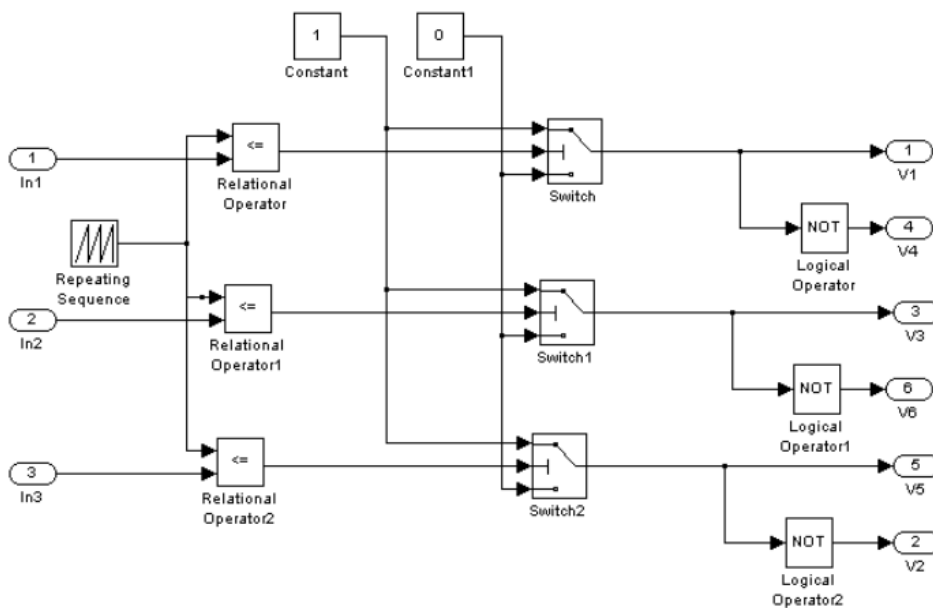 1
Constant
0
Constant1
1
In1
<=
Relational
Operator
Switch
1
V1
NOT
Logical
Operator
4
V4
Repeating
Sequence
2
In2
<=
Relational
Operator1
Switch1
3
V3
NOT
Logical
Operator1
6
V6
3
In3
<=
Relational
Operator2
Switch2
5
V5
NOT
Logical
Operator2
2
V2